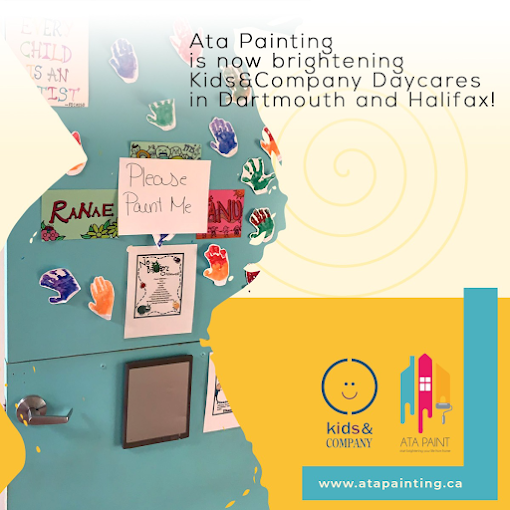 Ata Painting
is now brightening
Kids&Company Daycares
in Dartmouth and Halifax!
EVERY
CHILD
IS AN
ARTIST
Please
Paint Me
RANAE
ANU
kids&
COMPANY
ATA PAINT
www.atapainting.ca